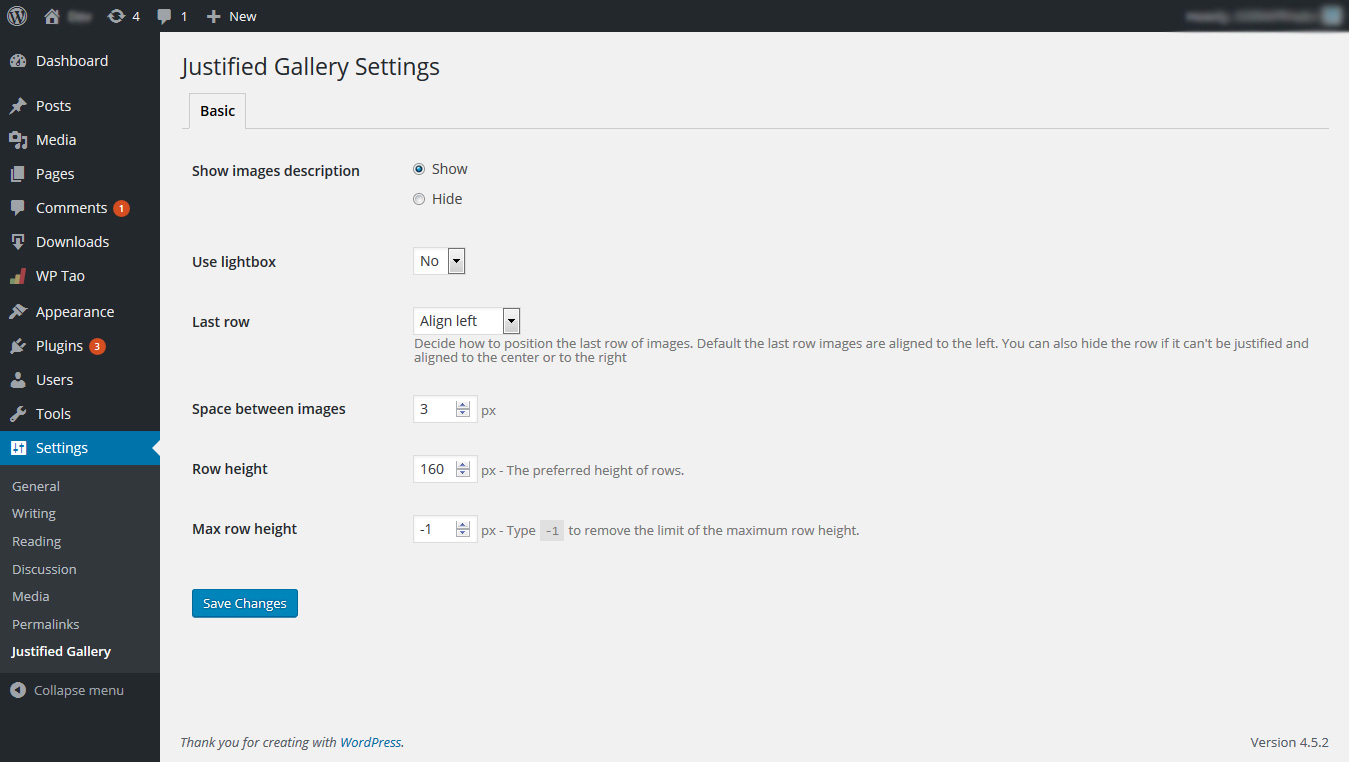 4 1 New
Dashboard
Posts
Media
Pages
Comments 1
Downloads
WP Tao
Appearance
Plugins 3
Users
Tools
Settings
General
Writing
Reading
Discussion
Media
Permalinks
Justified Gallery
Collapse menu
Justified Gallery Settings
Basic
Show images description
Show
Hide
Use lightbox No
Last row Align left
Decide how to position the last row of images. Default the last row images are aligned to the left. You can also hide the row if it can't be justified and
aligned to the center or to the right
Space between images 3 px
Row height 160 px - The preferred height of rows.
Max row height -1 px - Type -1 to remove the limit of the maximum row height.
Save Changes
Thank you for creating with WordPress. Version 4.5.2